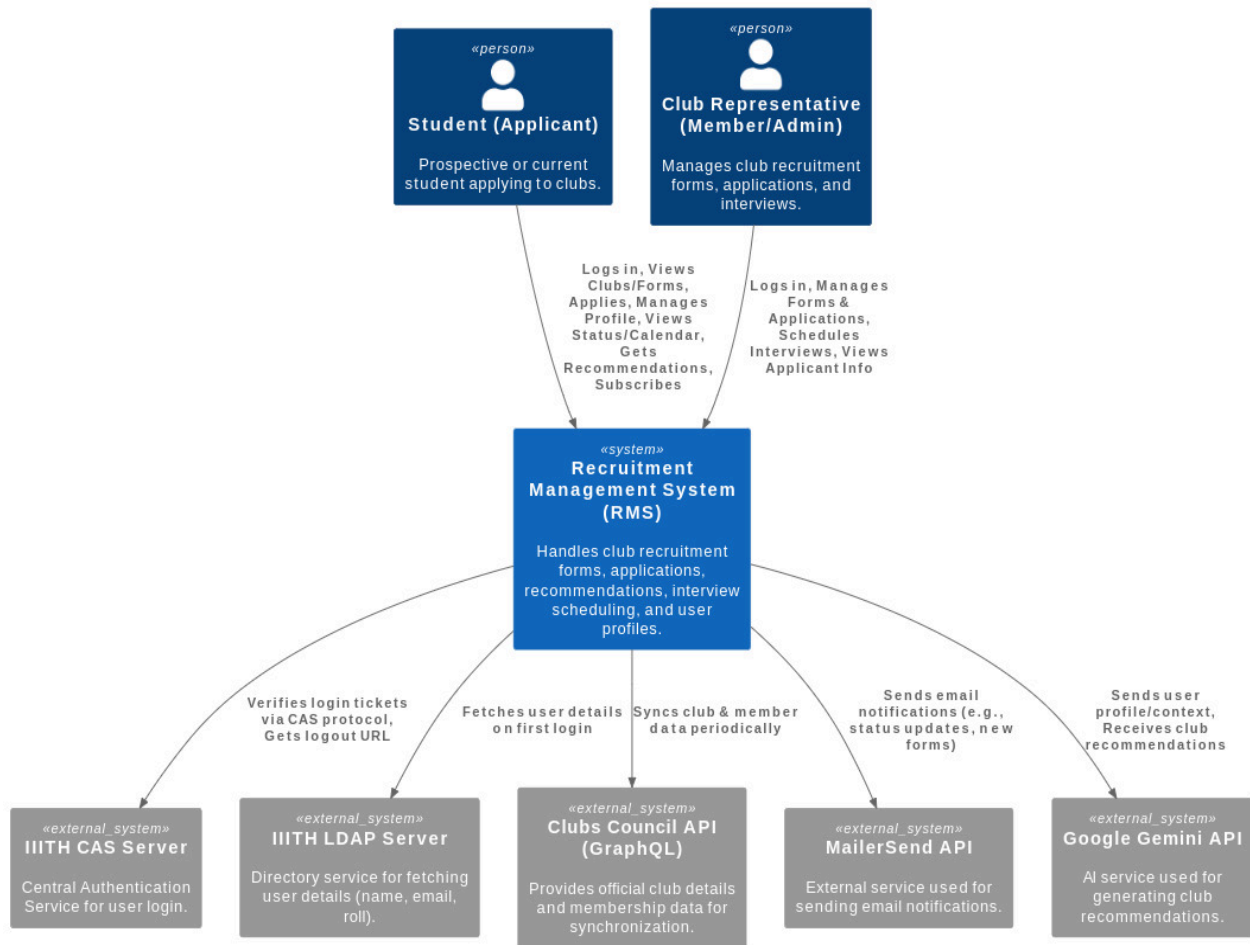 «person»
Student (Applicant)
Prospective or current
student applying to clubs.
«person»
Club Representative
(Member/Admin)
Manages club recruitment
forms, applications, and
interviews.
Logs in, Views
Clubs/Forms,
Applies, Manages
Profile, Views
Status/Calendar,
Gets
Recommendations,
Subscribes
Logs in, Manages
Forms &
Applications,
Schedules
Interviews, Views
Applicant Info
«system»
Recruitment
Management System
(RMS)
Handles club recruitment
forms, applications,
recommendations, interview
scheduling, and user
profiles.
Verifies login tickets
via CAS protocol,
Gets logout URL
Fetches user details
on first login
Syncs club & member
data periodically
Sends email
notifications (e.g.,
status updates, new
forms)
Sends user
profile/context,
Receives club
recommendations
«external_system»
IIITH CAS Server
Central Authentication
Service for user login.
«external_system»
IIITH LDAP Server
Directory service for fetching
user details (name, email,
roll).
«external_system»
Clubs Council API
(GraphQL)
Provides official club details
and membership data for
synchronization.
«external_system»
MailerSend API
External service used for
sending email notifications.
«external_system»
Google Gemini API
AI service used for
generating club
recommendations.